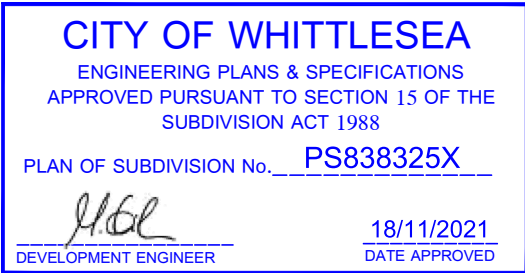 CITY OF WHITTLESEA
ENGINEERING PLANS & SPECIFICATIONS
APPROVED PURSUANT TO SECTION 15 OF THE
SUBDIVISION ACT 1988
PLAN OF SUBDIVISION No. PS838325X
18/11/2021
DEVELOPMENT ENGINEER DATE APPROVED